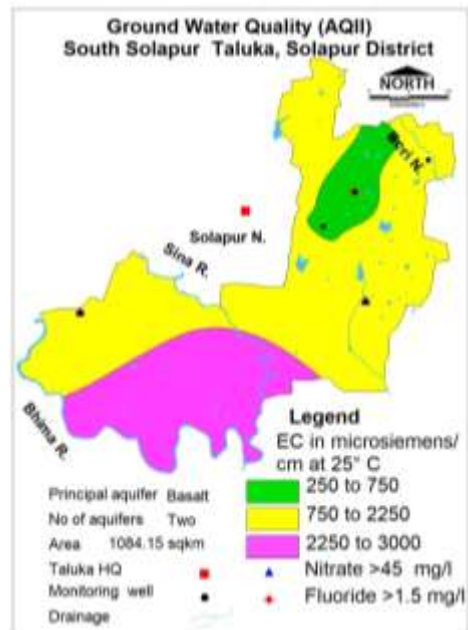 Ground Water Quality (AQII)
South Solapur Taluka, Solapur District
NORTH
Bori N.
Solapur N.
Sina R.
Bhima R.
Legend
EC in microsiemens/
cm at 25° C
250 to 750
750 to 2250
2250 to 3000
Nitrate >45 mg/l
Fluoride >1.5 mg/l
Principal aquifer Basalt
No of aquifers Two
Area 1084.15 sqkm
Taluka HQ
Monitoring well
Drainage